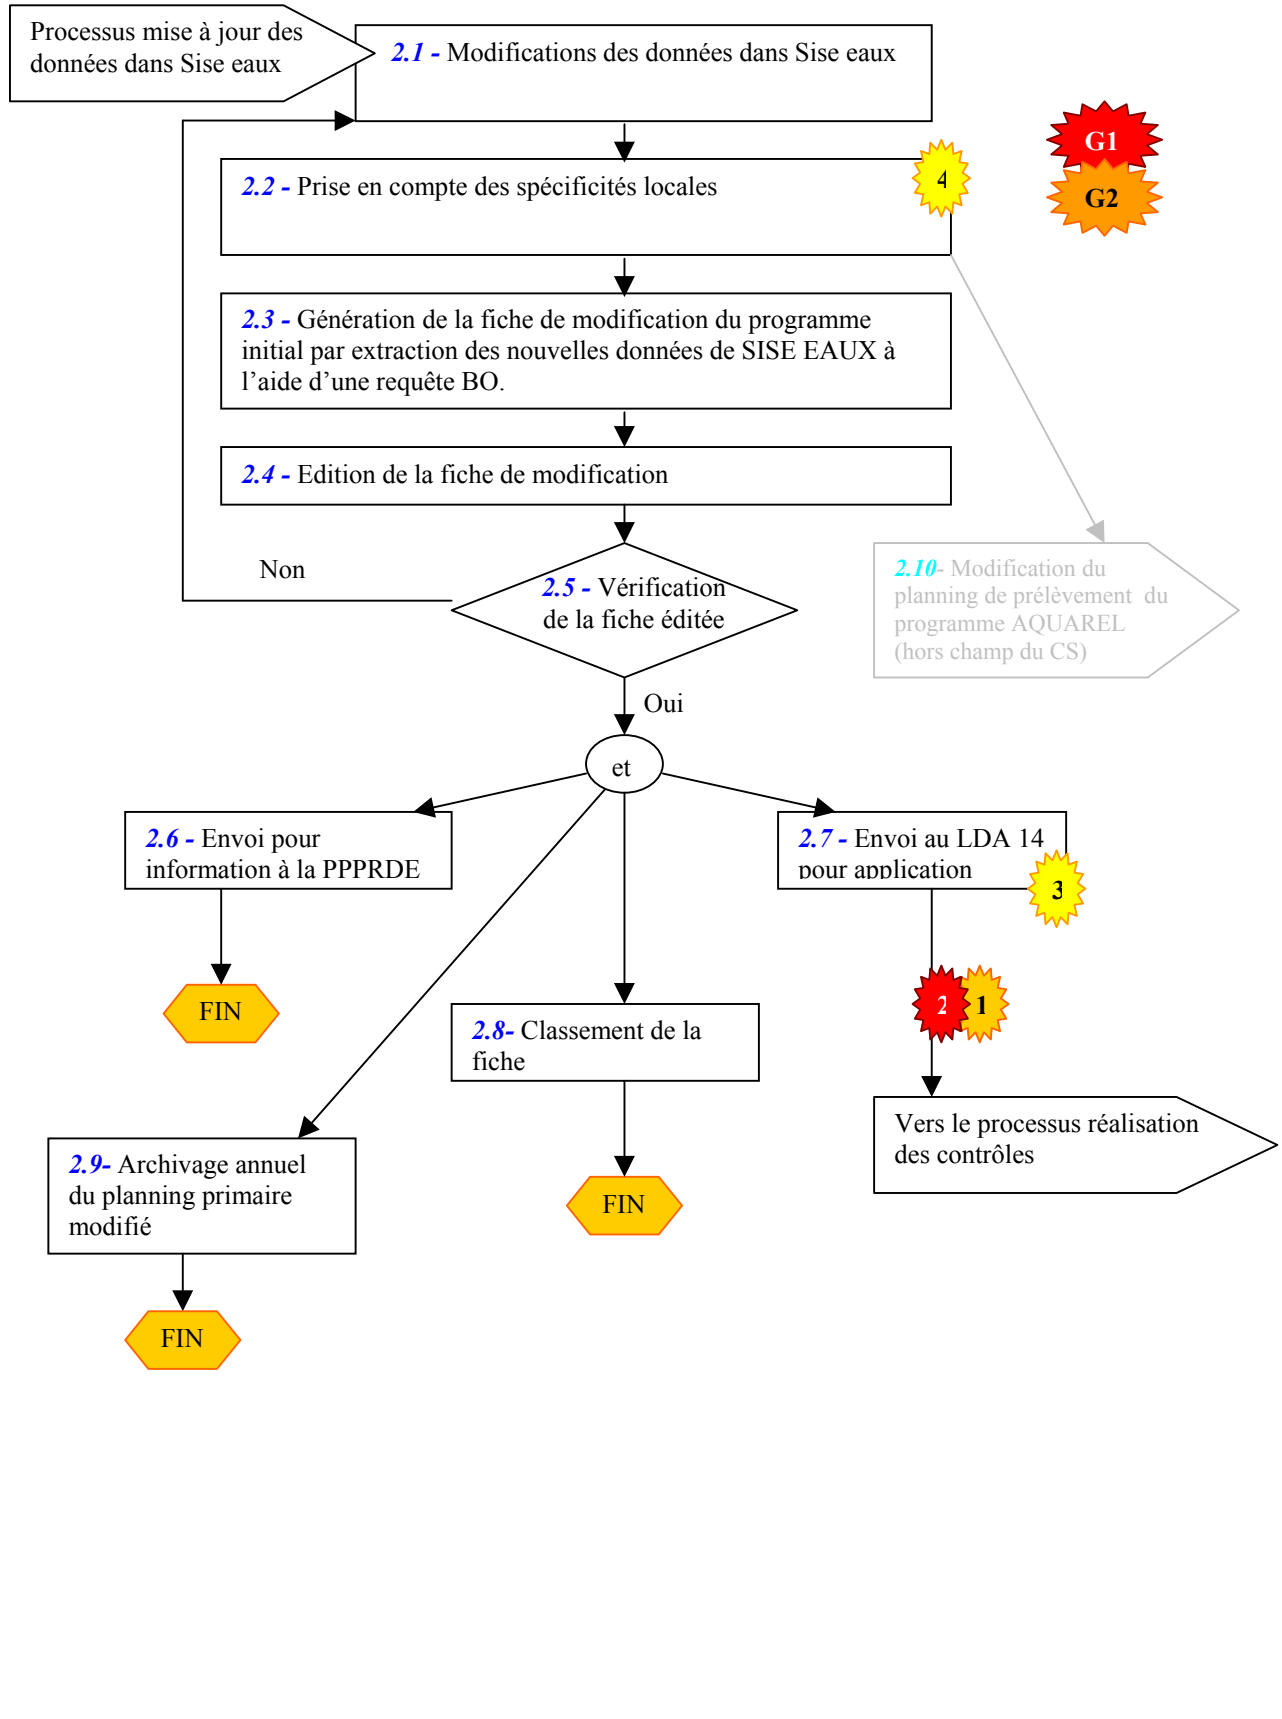 Processus mise à jour des
données dans Sise eaux
2.1 - Modifications des données dans Sise eaux
G1
G2
2.2 - Prise en compte des spécificités locales
4
2.3 - Génération de la fiche de modification du programme
initial par extraction des nouvelles données de SISE EAUX à
l’aide d’une requête BO.
2.4 - Edition de la fiche de modification
Non
2.5 - Vérification
de la fiche éditée
2.10- Modification du
planning de prélèvement du
programme AQUAREL
(hors champ du CS)
Oui
et
2.6 - Envoi pour
information à la PPPRDE
2.7 - Envoi au LDA 14
pour application
3
FIN
2.8- Classement de la
fiche
2
1
Vers le processus réalisation
des contrôles
2.9- Archivage annuel
du planning primaire
modifié
FIN
FIN